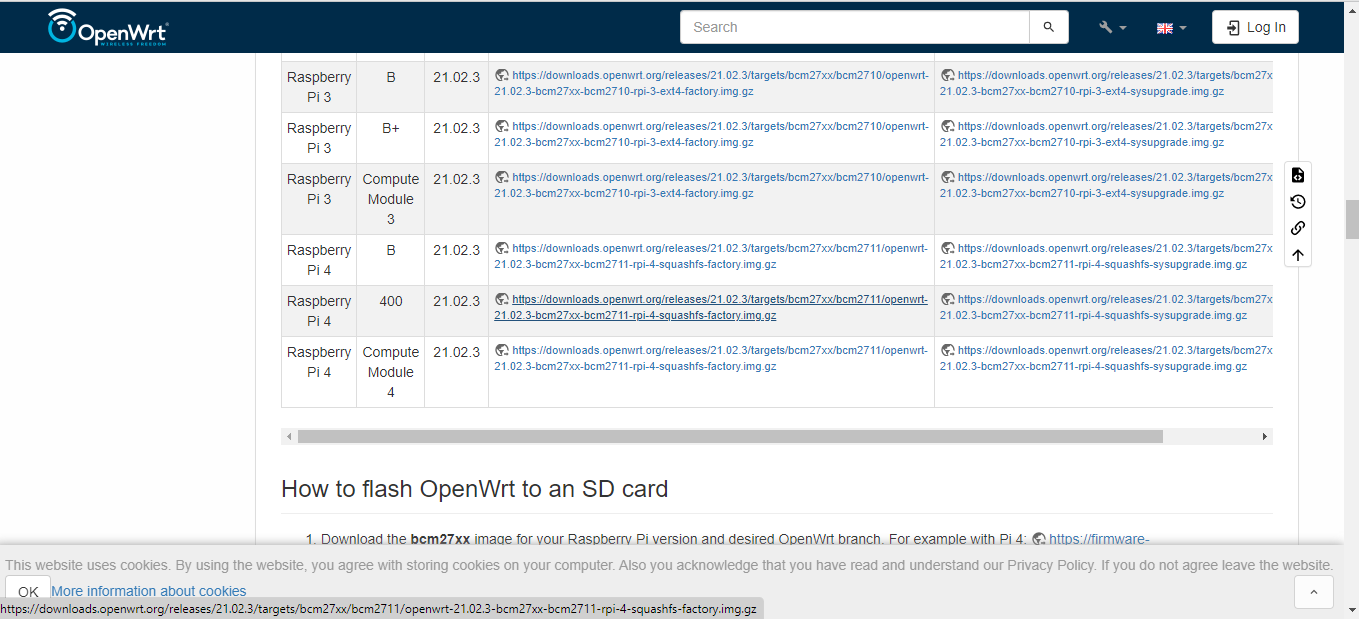 OpenWrt
WIRELESS FREEDOM
Search
Log In
Raspberry Pi 3
B
21.02.3
https://downloads.openwrt.org/releases/21.02.3/targets/bcm27xx/bcm2710/openwrt-
21.02.3-bcm27xx-bcm2710-rpi-3-ext4-factory.img.gz
https://downloads.openwrt.org/releases/21.02.3/targets/bcm27x
21.02.3-bcm27xx-bcm2710-rpi-3-ext4-sysupgrade.img.gz
Raspberry Pi 3
B+
21.02.3
https://downloads.openwrt.org/releases/21.02.3/targets/bcm27xx/bcm2710/openwrt-
21.02.3-bcm27xx-bcm2710-rpi-3-ext4-factory.img.gz
https://downloads.openwrt.org/releases/21.02.3/targets/bcm27x
21.02.3-bcm27xx-bcm2710-rpi-3-ext4-sysupgrade.img.gz
Raspberry Pi 3
Compute Module 3
21.02.3
https://downloads.openwrt.org/releases/21.02.3/targets/bcm27xx/bcm2710/openwrt-
21.02.3-bcm27xx-bcm2710-rpi-3-ext4-factory.img.gz
https://downloads.openwrt.org/releases/21.02.3/targets/bcm27x
21.02.3-bcm27xx-bcm2710-rpi-3-ext4-sysupgrade.img.gz
Raspberry Pi 4
B
21.02.3
https://downloads.openwrt.org/releases/21.02.3/targets/bcm27xx/bcm2711/openwrt-
21.02.3-bcm27xx-bcm2711-rpi-4-squashfs-factory.img.gz
https://downloads.openwrt.org/releases/21.02.3/targets/bcm27x
21.02.3-bcm27xx-bcm2711-rpi-4-squashfs-sysupgrade.img.gz
Raspberry Pi 4
400
21.02.3
https://downloads.openwrt.org/releases/21.02.3/targets/bcm27xx/bcm2711/openwrt-
21.02.3-bcm27xx-bcm2711-rpi-4-squashfs-factory.img.gz
https://downloads.openwrt.org/releases/21.02.3/targets/bcm27x
21.02.3-bcm27xx-bcm2711-rpi-4-squashfs-sysupgrade.img.gz
Raspberry Pi 4
Compute Module 4
21.02.3
https://downloads.openwrt.org/releases/21.02.3/targets/bcm27xx/bcm2711/openwrt-
21.02.3-bcm27xx-bcm2711-rpi-4-squashfs-factory.img.gz
https://downloads.openwrt.org/releases/21.02.3/targets/bcm27x
21.02.3-bcm27xx-bcm2711-rpi-4-squashfs-sysupgrade.img.gz
How to flash OpenWrt to an SD card
1. Download the bcm27xx image for your Raspberry Pi version and desired OpenWrt branch. For example with Pi 4: https://firmware-
This website uses cookies. By using the website, you agree with storing cookies on your computer. Also you acknowledge that you have read and understand our Privacy Policy. If you do not agree leave the website.
OK More information about cookies
https://downloads.openwrt.org/releases/21.02.3/targets/bcm27xx/bcm2711/openwrt-21.02.3-bcm27xx-bcm2711-rpi-4-squashfs-factory.img.gz